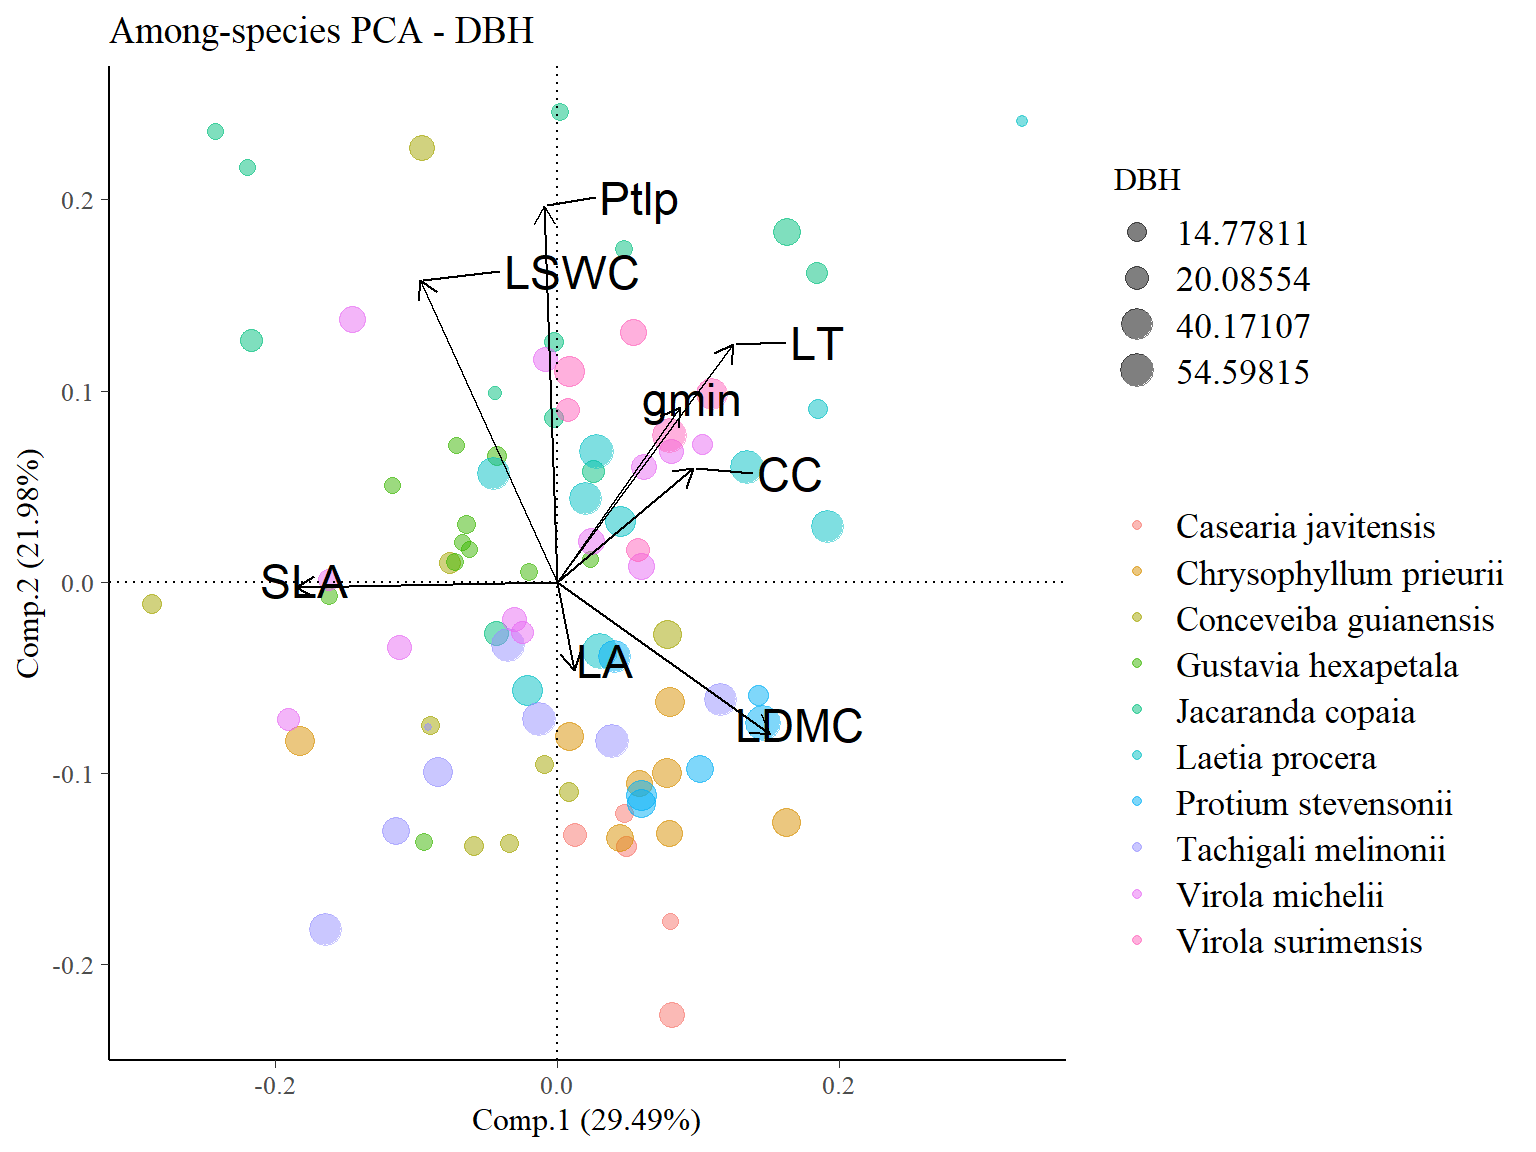 Among-species PCA - DBH
Comp.2 (21.98%)
0.2
0.1
0.0
-0.1
-0.2
Ptlp
LSWC
LT
gmin
CC
SLA
LA
LDMC
-0.2
0.0
0.2
Comp.1 (29.49%)
DBH
14.77811
20.08554
40.17107
54.59815
Casearia javitensis
Chrysophyllum prieurii
Conceveiba guianensis
Gustavia hexapetala
Jacaranda copaia
Laetia procera
Protium stevensonii
Tachigali melinonii
Virola michelii
Virola surimensis